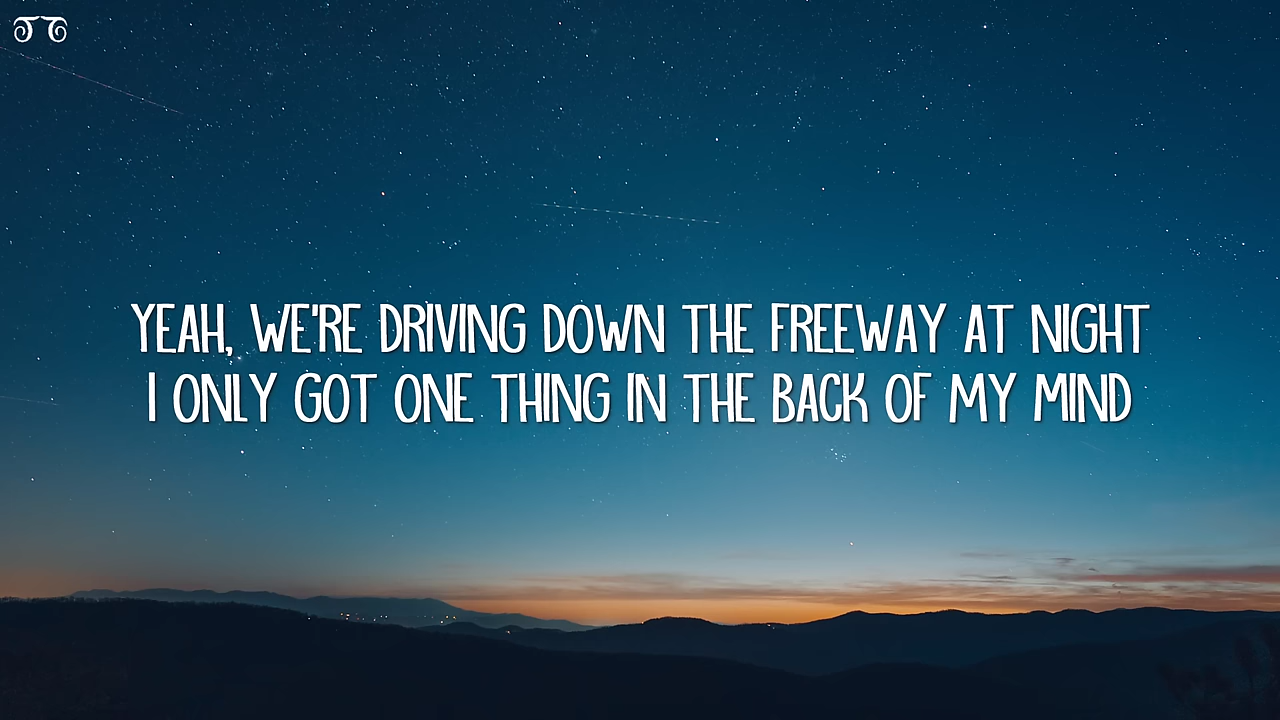 YEAH, WE'RE DRIVING DOWN THE FREEWAY AT NIGHT
I ONLY GOT ONE THING IN THE BACK OF MY MIND